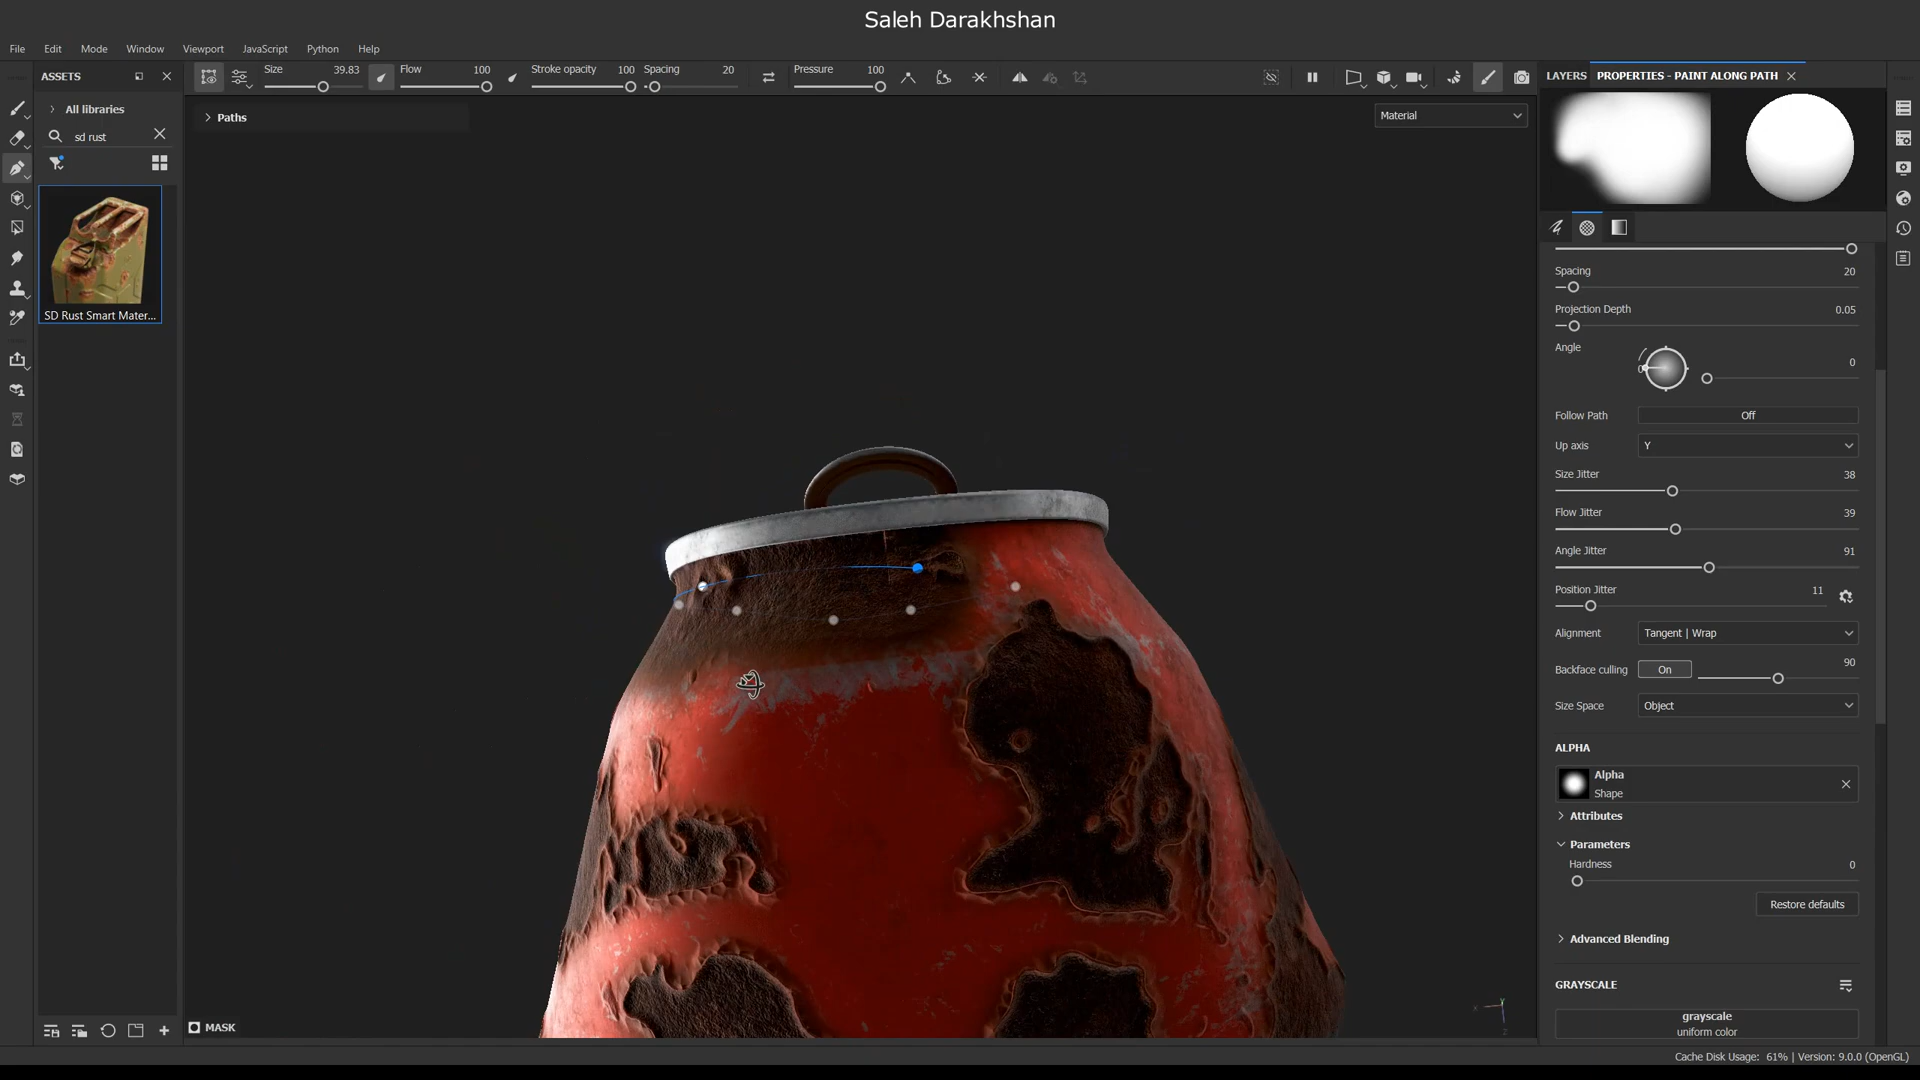 Saleh Darakhshan
File Edit Mode Window Viewport JavaScript Python Help
ASSETS
Size 39.83 Flow 100 Stroke opacity 100 Spacing 20 Pressure 100
LAYERS PROPERTIES - PAINT ALONG PATH
All libraries
sd rust
Paths
Material
SD Rust Smart Mater...
Spacing 20
Projection Depth 0.05
Angle 0
Follow Path Off
Up axis Y
Size Jitter 38
Flow Jitter 39
Angle Jitter 91
Position Jitter 11
Alignment Tangent | Wrap
Backface culling On 90
Size Space Object
ALPHA
Alpha
Shape
Attributes
Parameters
Hardness 0
Restore defaults
Advanced Blending
GRAYSCALE
grayscale
uniform color
MASK
Cache Disk Usage: 61% | Version: 9.0.0 (OpenGL)